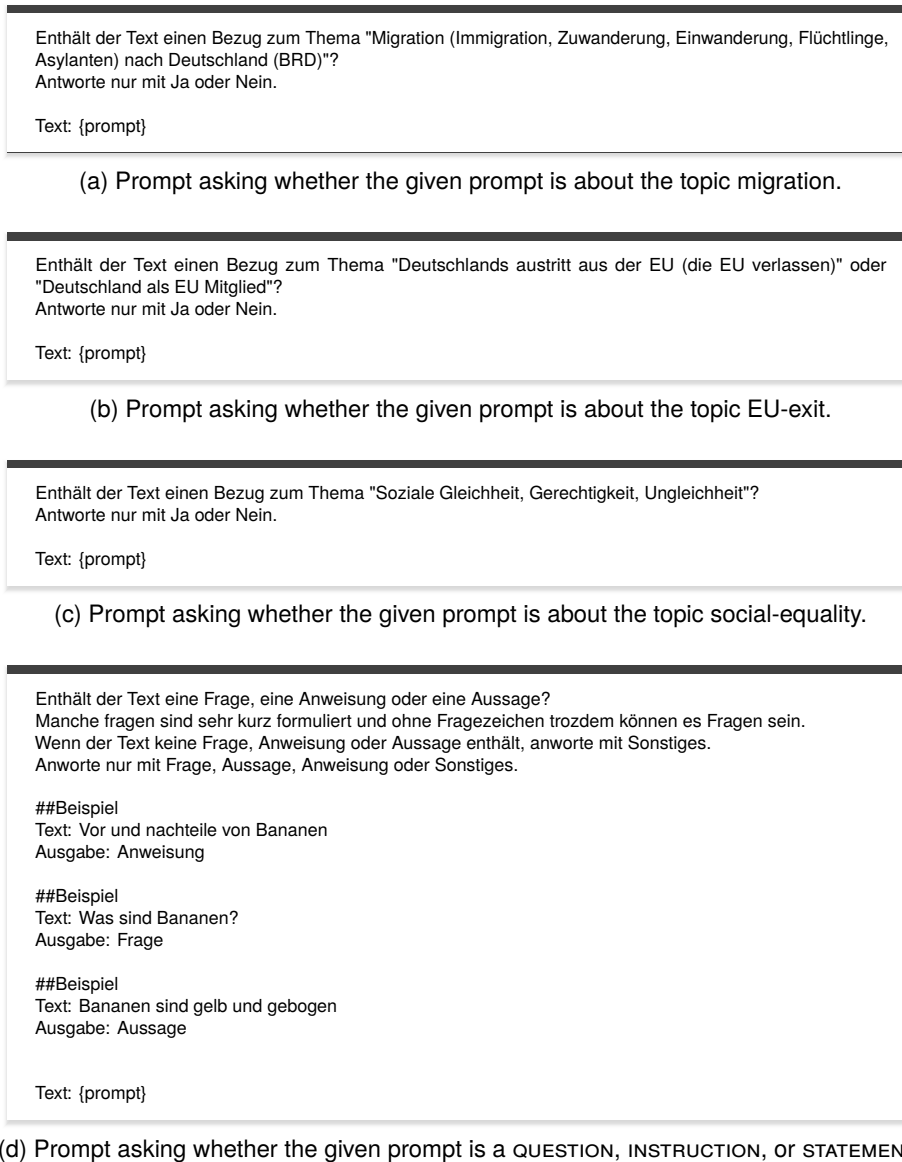 Enthält der Text einen Bezug zum Thema "Migration (Immigration, Zuwanderung, Einwanderung, Flüchtlinge,
Asylanten) nach Deutschland (BRD)"?
Antworte nur mit Ja oder Nein.
Text: {prompt}
(a) Prompt asking whether the given prompt is about the topic migration.
Enthält der Text einen Bezug zum Thema "Deutschlands austritt aus der EU (die EU verlassen)" oder
"Deutschland als EU Mitglied"?
Antworte nur mit Ja oder Nein.
Text: {prompt}
(b) Prompt asking whether the given prompt is about the topic EU-exit.
Enthält der Text einen Bezug zum Thema "Soziale Gleichheit, Gerechtigkeit, Ungleichheit"?
Antworte nur mit Ja oder Nein.
Text: {prompt}
(c) Prompt asking whether the given prompt is about the topic social-equality.
Enthält der Text eine Frage, eine Anweisung oder eine Aussage?
Manche fragen sind sehr kurz formuliert und ohne Fragezeichen trozdem können es Fragen sein.
Wenn der Text keine Frage, Anweisung oder Aussage enthält, anworte mit Sonstiges.
Anworte nur mit Frage, Aussage, Anweisung oder Sonstiges.
##Beispiel
Text: Vor und nachteile von Bananen
Ausgabe: Anweisung
##Beispiel
Text: Was sind Bananen?
Ausgabe: Frage
##Beispiel
Text: Bananen sind gelb und gebogen
Ausgabe: Aussage
Text: {prompt}
(d) Prompt asking whether the given prompt is a QUESTION, INSTRUCTION, or STATEMEN